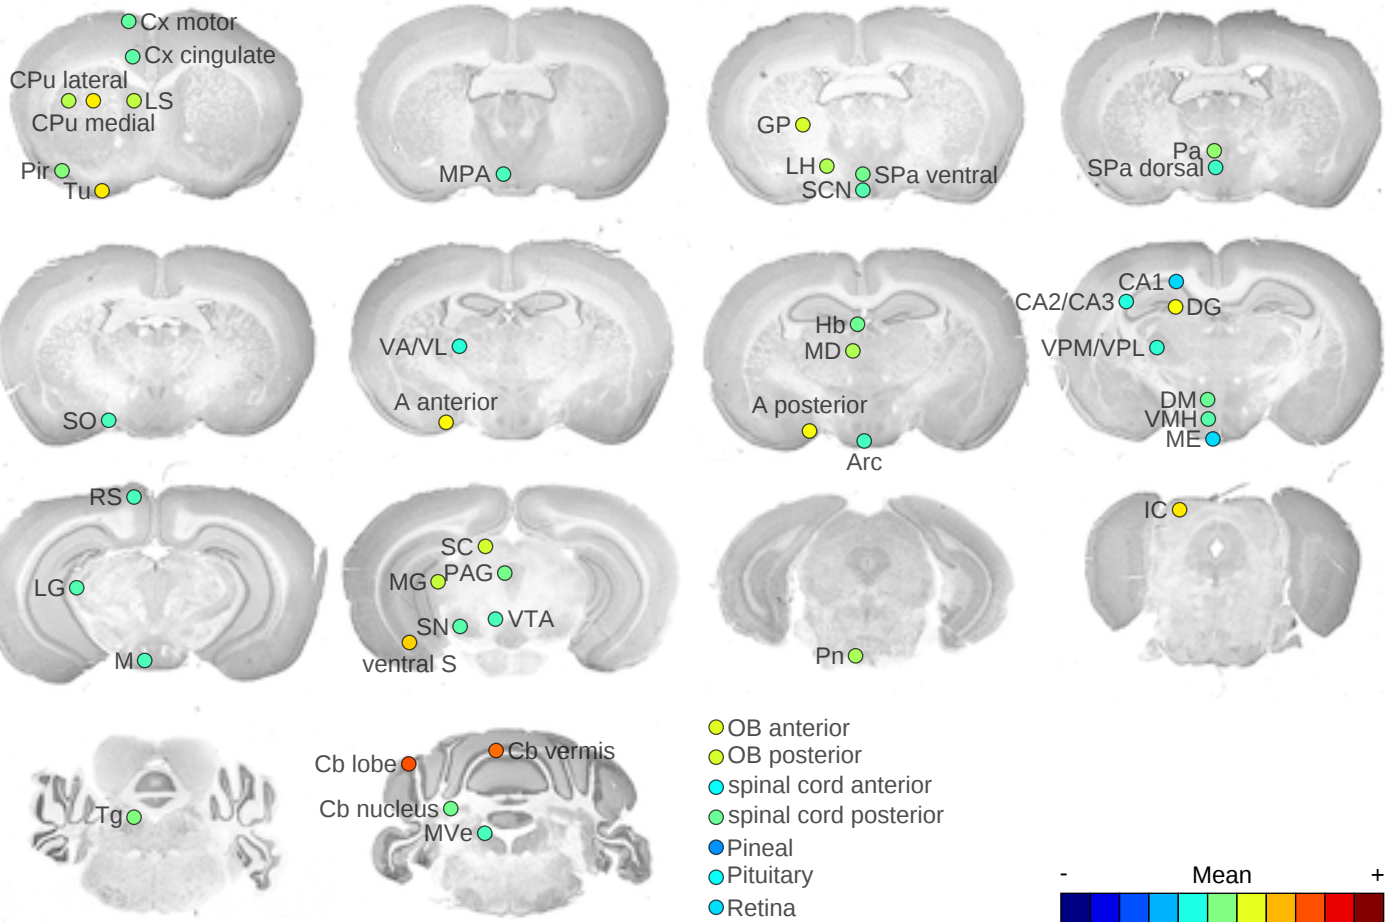 Cx motor
Cx cingulate
CPu lateral
LS
CPu medial
Pir
Tu
MPA
GP
LH
SPa ventral
SCN
Pa
SPa dorsal
SO
VA/VL
A anterior
Hb
MD
A posterior
Arc
CA1
CA2/CA3
DG
VPM/VPL
DM
VMH
ME
RS
LG
M
SC
PAG
MG
VTA
SN
ventral S
Pn
IC
Tg
Cb lobe
Cb vermis
Cb nucleus
MVe
OB anterior
OB posterior
spinal cord anterior
spinal cord posterior
Pineal
Pituitary
Retina
- Mean +